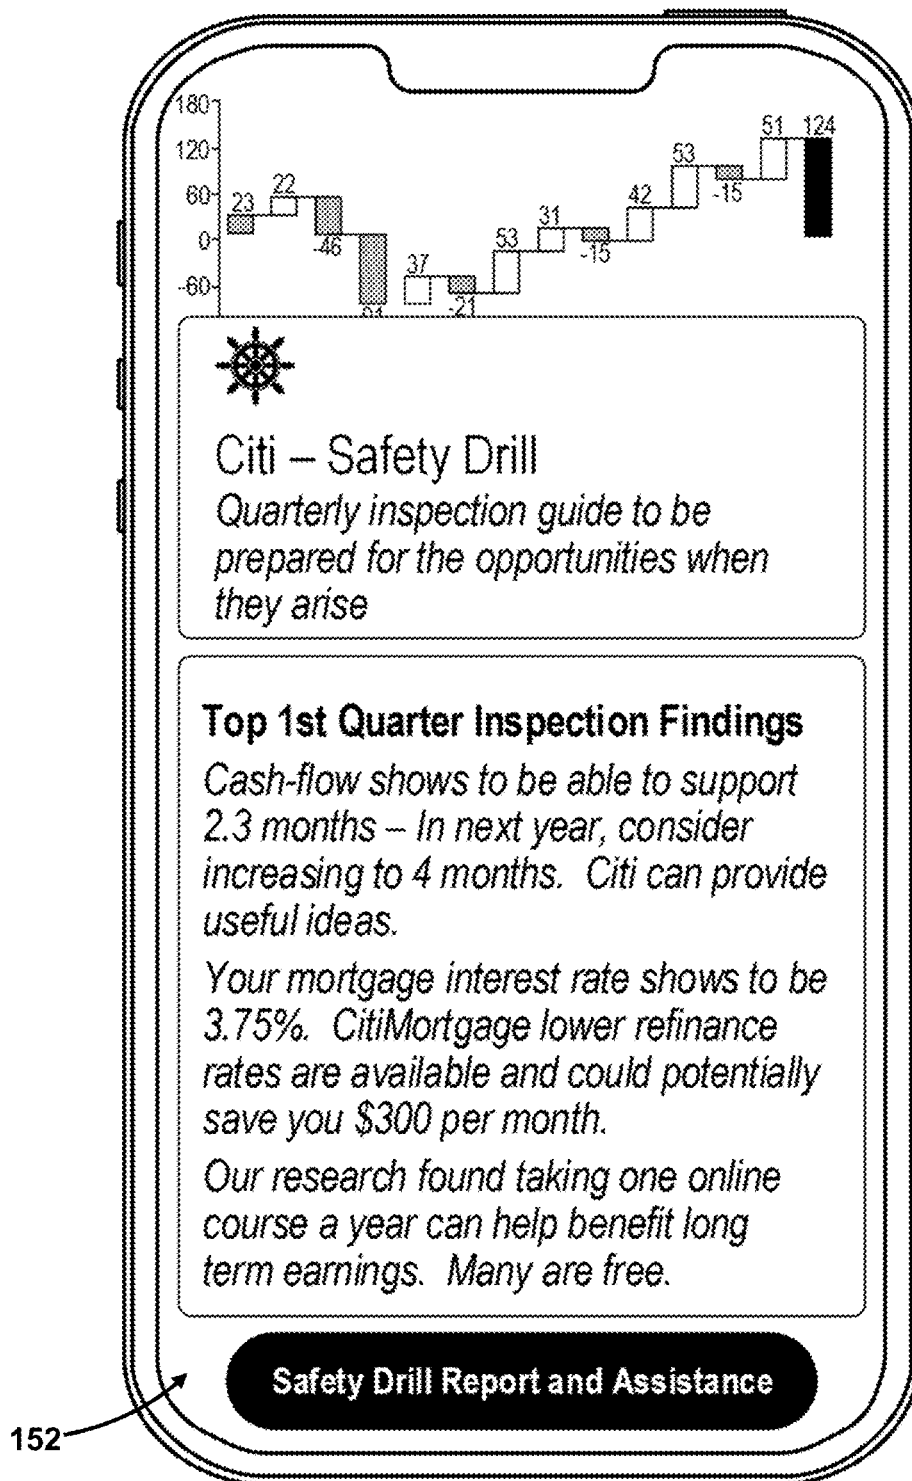 180
51 124
120
53
-15
60
23
22
42
31
0
-46
53
-15
37
-60
-21
Citi – Safety Drill
Quarterly inspection guide to be
prepared for the opportunities when
they arise
Top 1st Quarter Inspection Findings
Cash-flow shows to be able to support
2.3 months – In next year, consider
increasing to 4 months. Citi can provide
useful ideas.
Your mortgage interest rate shows to be
3.75%. CitiMortgage lower refinance
rates are available and could potentially
save you $300 per month.
Our research found taking one online
course a year can help benefit long
term earnings. Many are free.
Safety Drill Report and Assistance
152